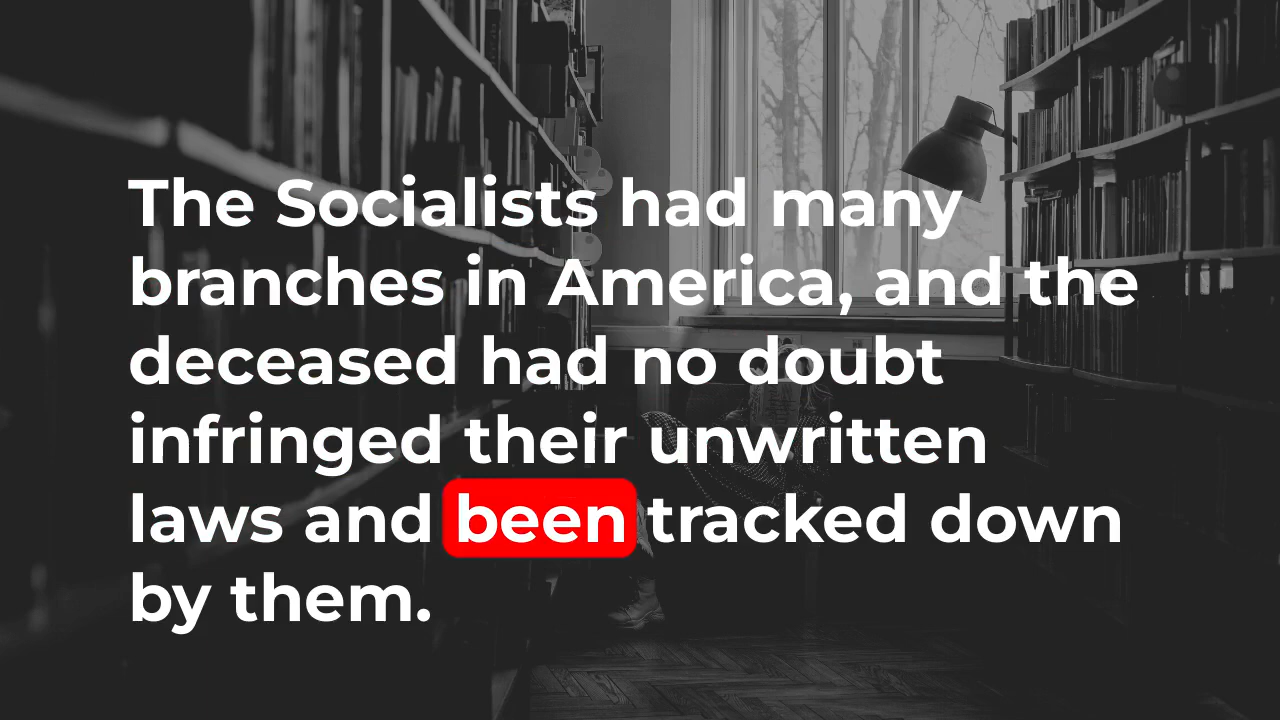 The Socialists had many
branches in America, and the
deceased had no doubt
infringed their unwritten
laws and been tracked down
by them.